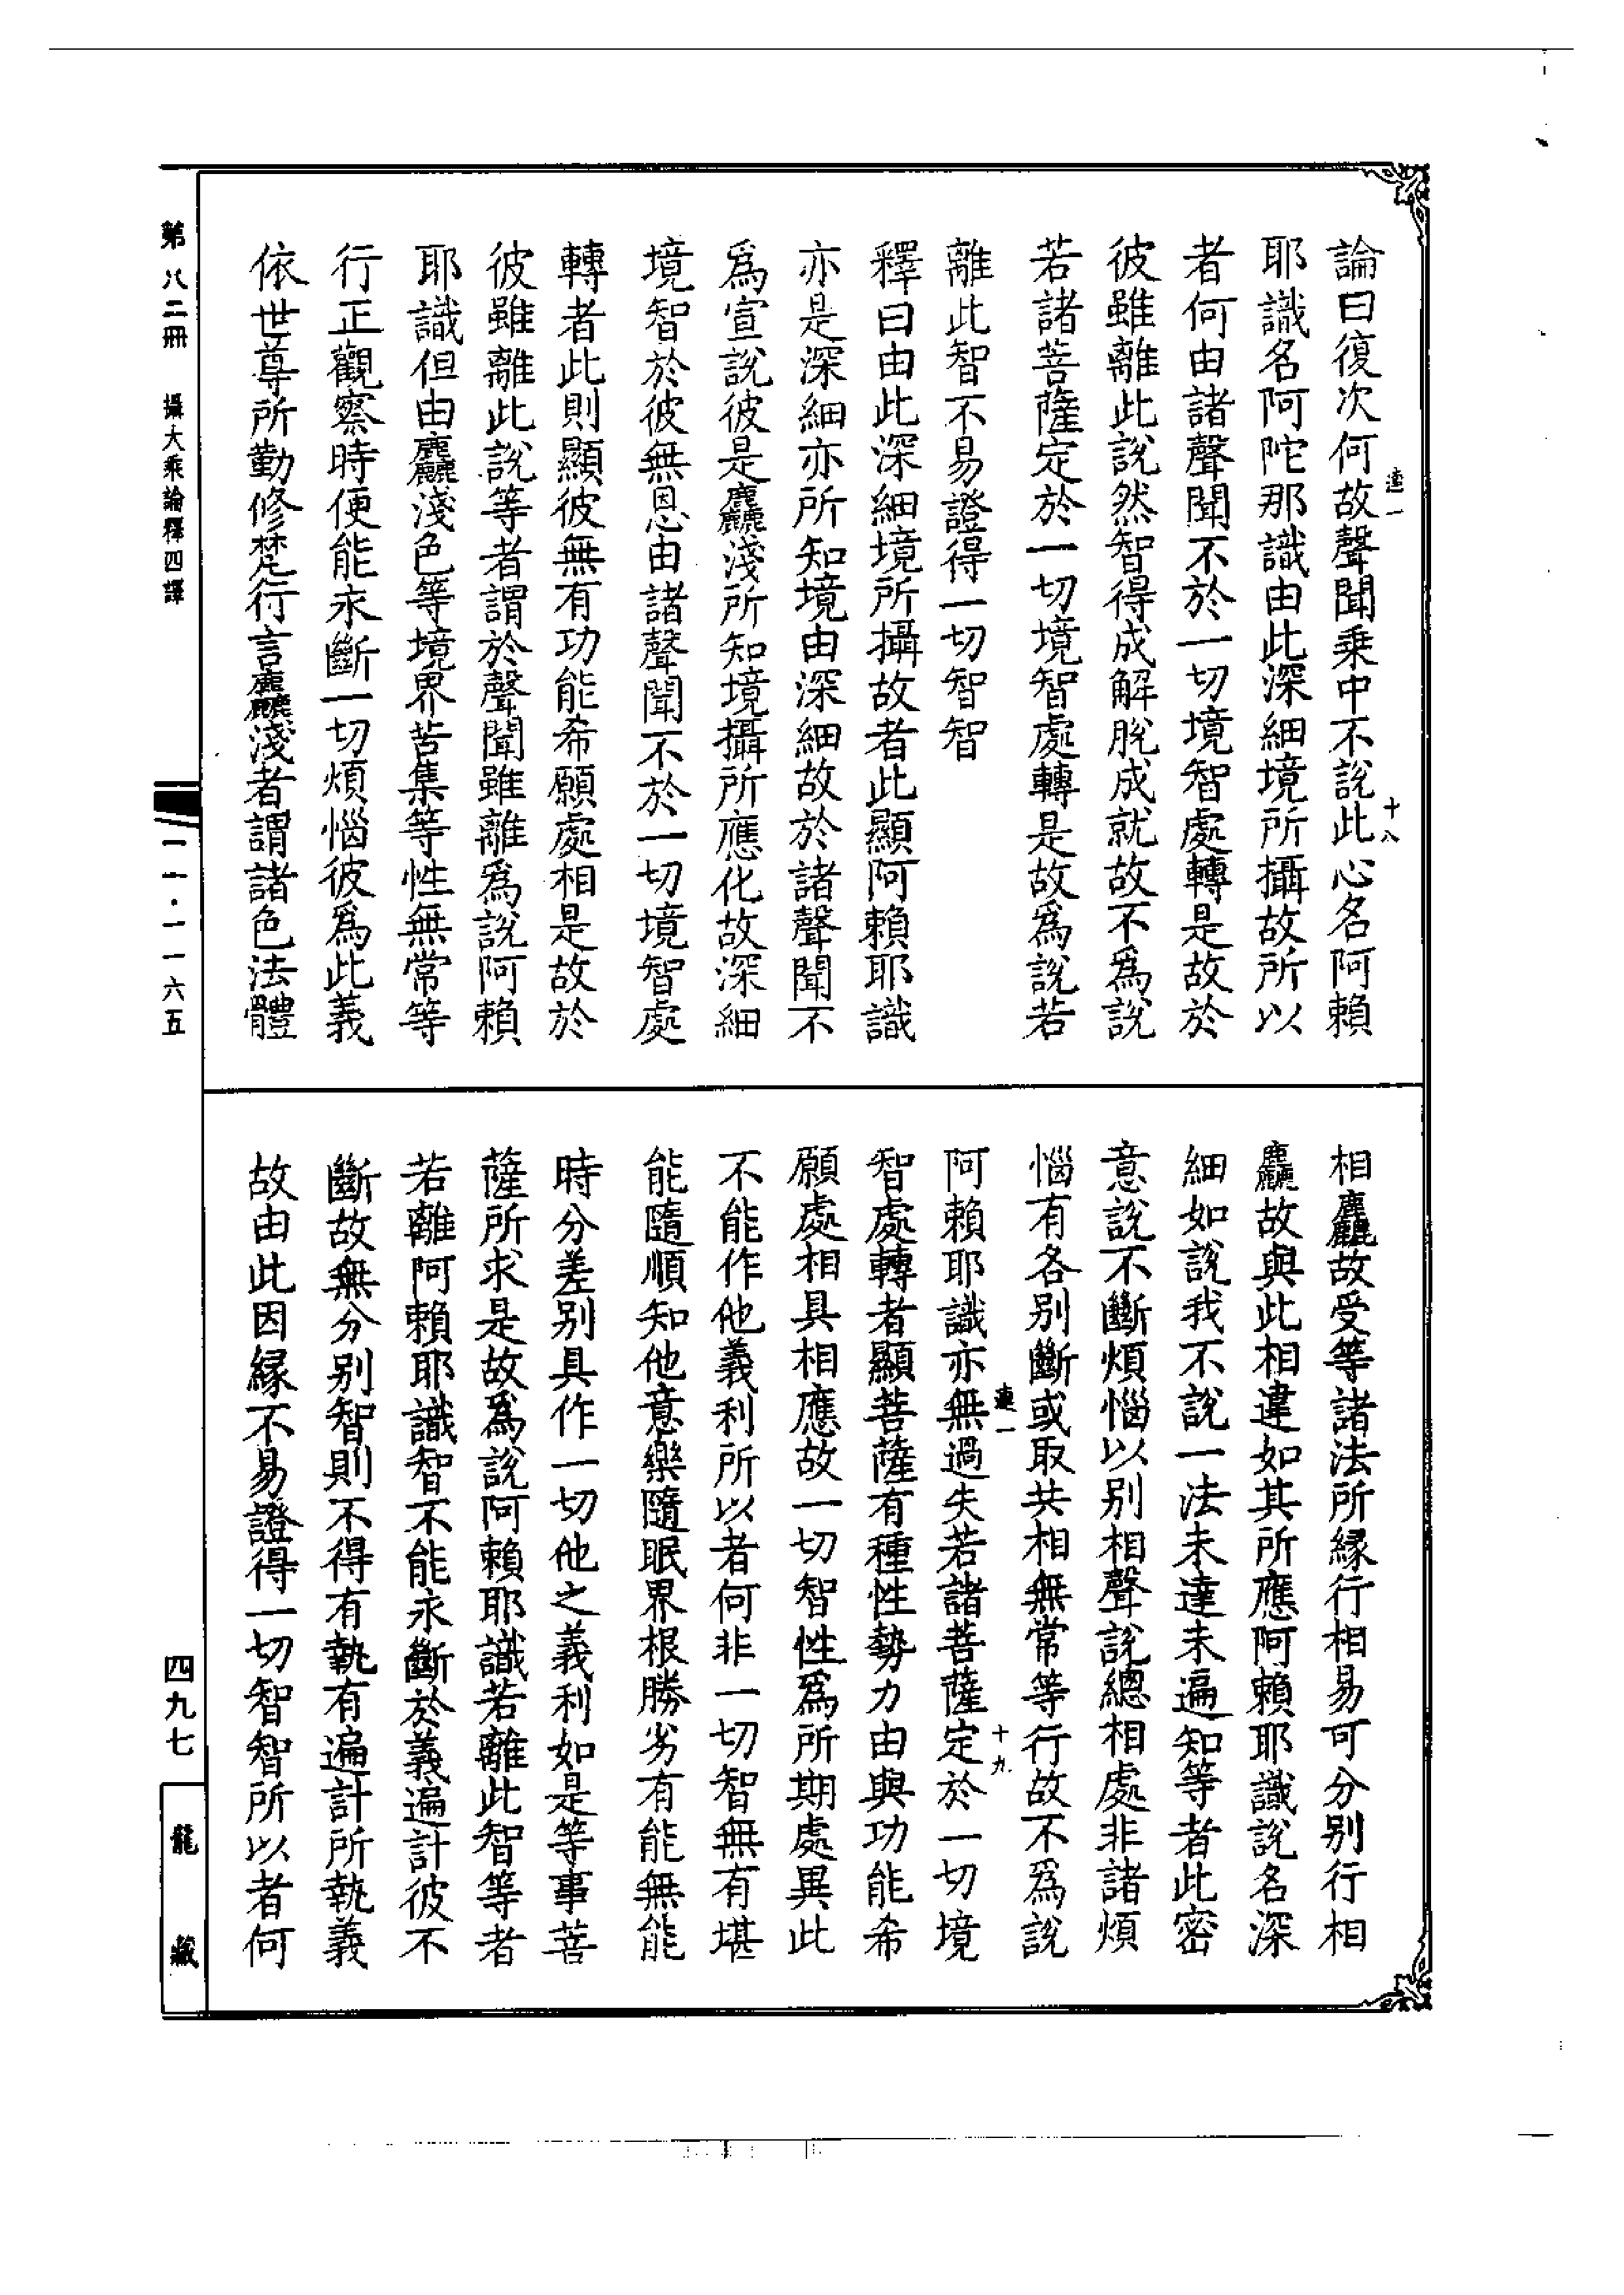 論曰復次何故聲聞乗中不說此心名阿賴
耶識名阿陀那識由此深細境所攝故所以
者何由諸聲聞不於一切境智處轉是故於
彼雖離此說然智得成解脫成就故不爲說
若諸菩薩定於一切境智處轉是故爲說若
離此智不易證得一切智智
釋曰由此深細境所攝故者此顯阿賴耶識
亦是深細亦所知境由深細故於諸聲聞不
爲宣說彼是麤淺所知境攝所應化故深細
境智於彼無恩由諸聲聞不於一切境智處
轉者此則顯彼無有功能希願處相是故於
彼雖離此說等者謂於聲聞雖離爲說阿賴
耶識但由麤淺色等境界苦集等性無常等
行正觀察時便能永斷一切煩惱彼爲此義
依世尊所勤修梵行言麤淺者謂諸色法體
相麤故受等諸法所緣行相易可分别行相
麤故與此相違如其所應阿賴耶識說名深
細如說我不說一法未達未遍知等者此密
意說不斷煩惱以别相聲說總相處非諸煩
惱有各别斷或取共相無常等行故不爲說
阿賴耶識亦無過失若諸菩薩定於一切境
智處轉者顯菩薩有種性勢力由與功能希
願處相具相應故一切智性爲所期處異此
不能作他義利所以者何非一切智無有堪
能隨順知他意樂隨眠界根勝劣有能無能
時分差别具作一切他之義利如是等事菩
薩所求是故爲說阿賴耶識若離此智等者
若離阿賴耶識智不能永斷於義遍計彼不
斷故無分别智則不得有執有遍計所執義
故由此因緣不易證得一切智智所以者何
連一
十八
連一
十九
第八二冊 攝大乘論釋四譯
一一·一一六五
四九七
龍藏